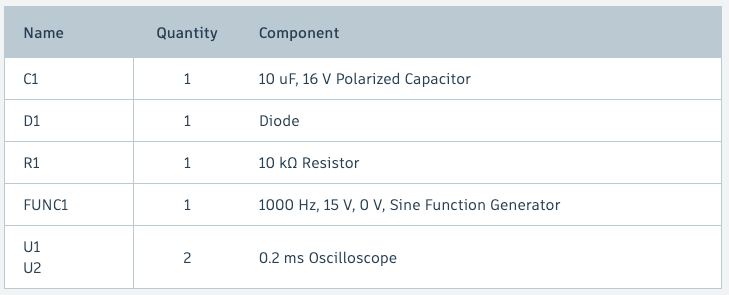 Name Quantity Component
C1 1 10 uF, 16 V Polarized Capacitor
D1 1 Diode
R1 1 10 kΩ Resistor
FUNC1 1 1000 Hz, 15 V, 0 V, Sine Function Generator
U1
U2 2 0.2 ms Oscilloscope